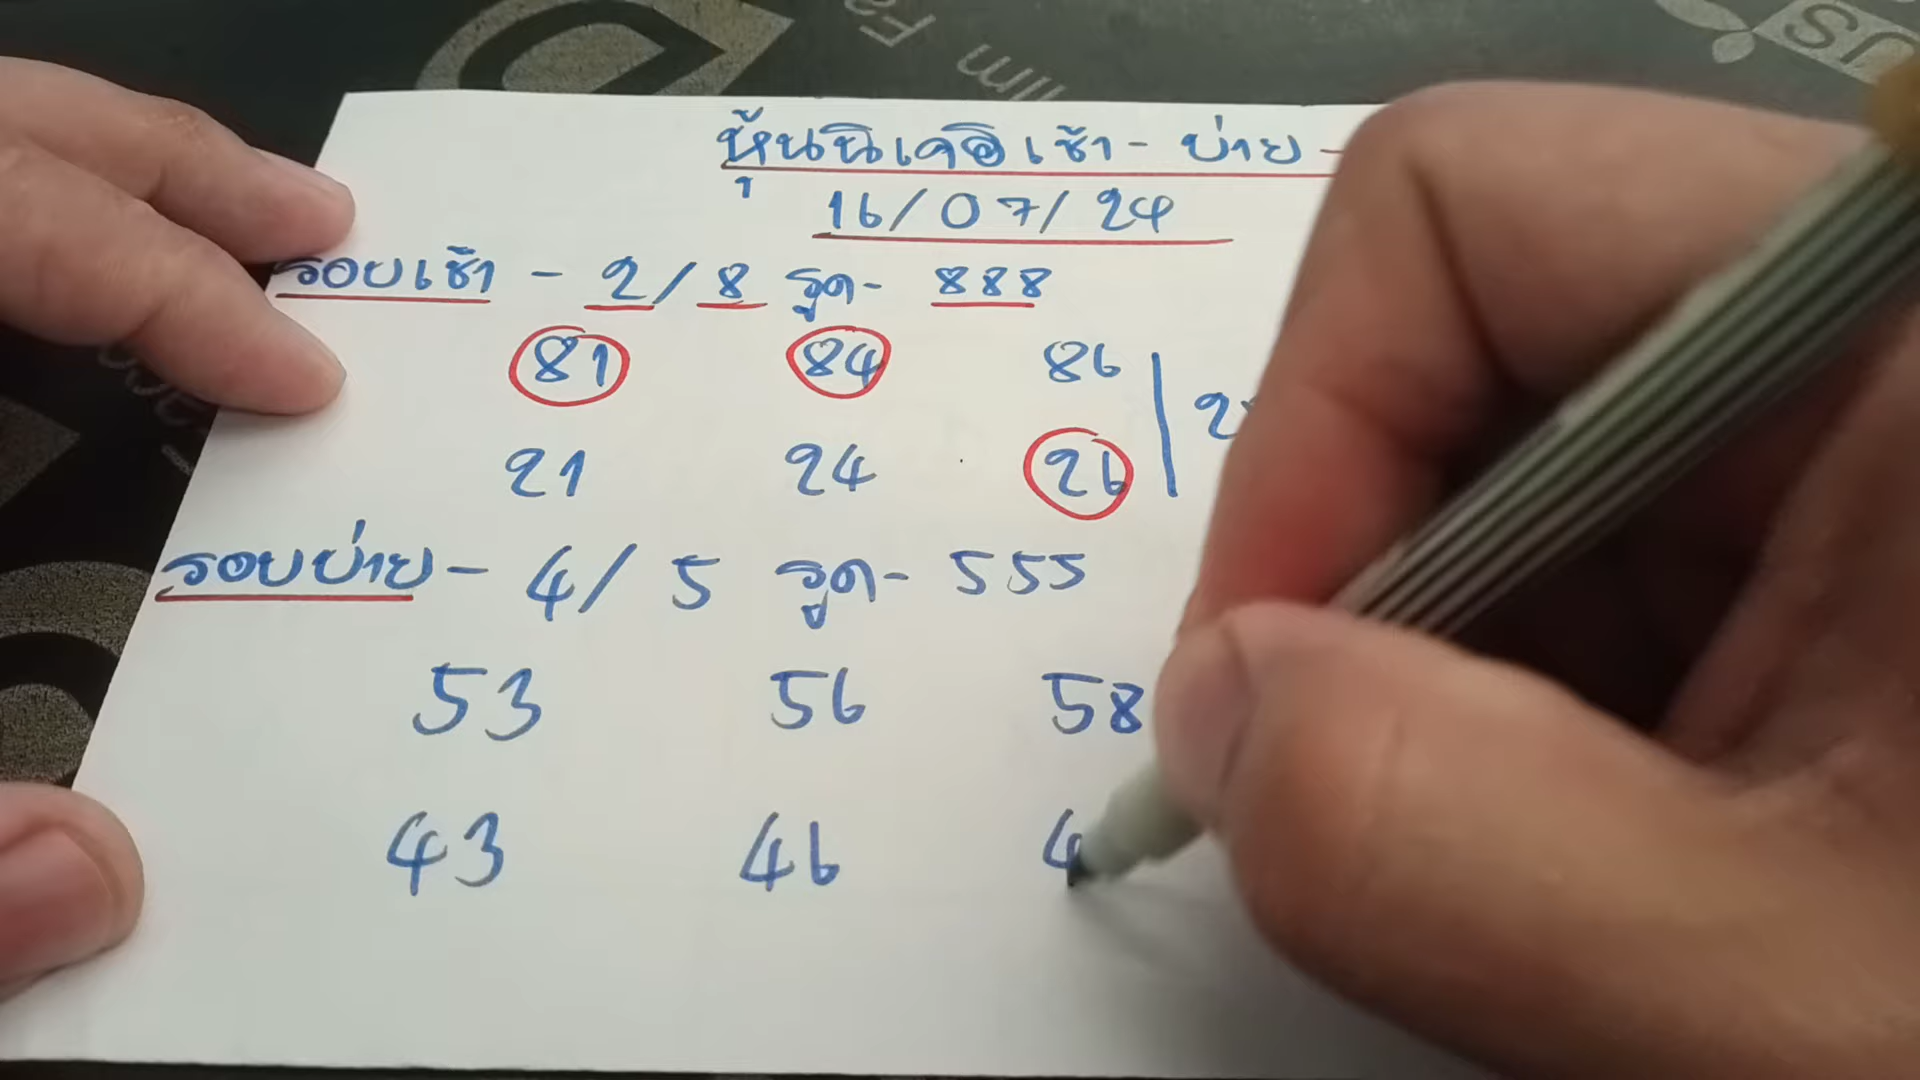 หุ้นนิเคอิเช้า - บ่าย -
16/07/24
รอบเช้า - 2/8 รูด - 888
81 84 86
21 24 26
รอบบ่าย - 4/5 รูด - 555
53 56 58
43 46 4